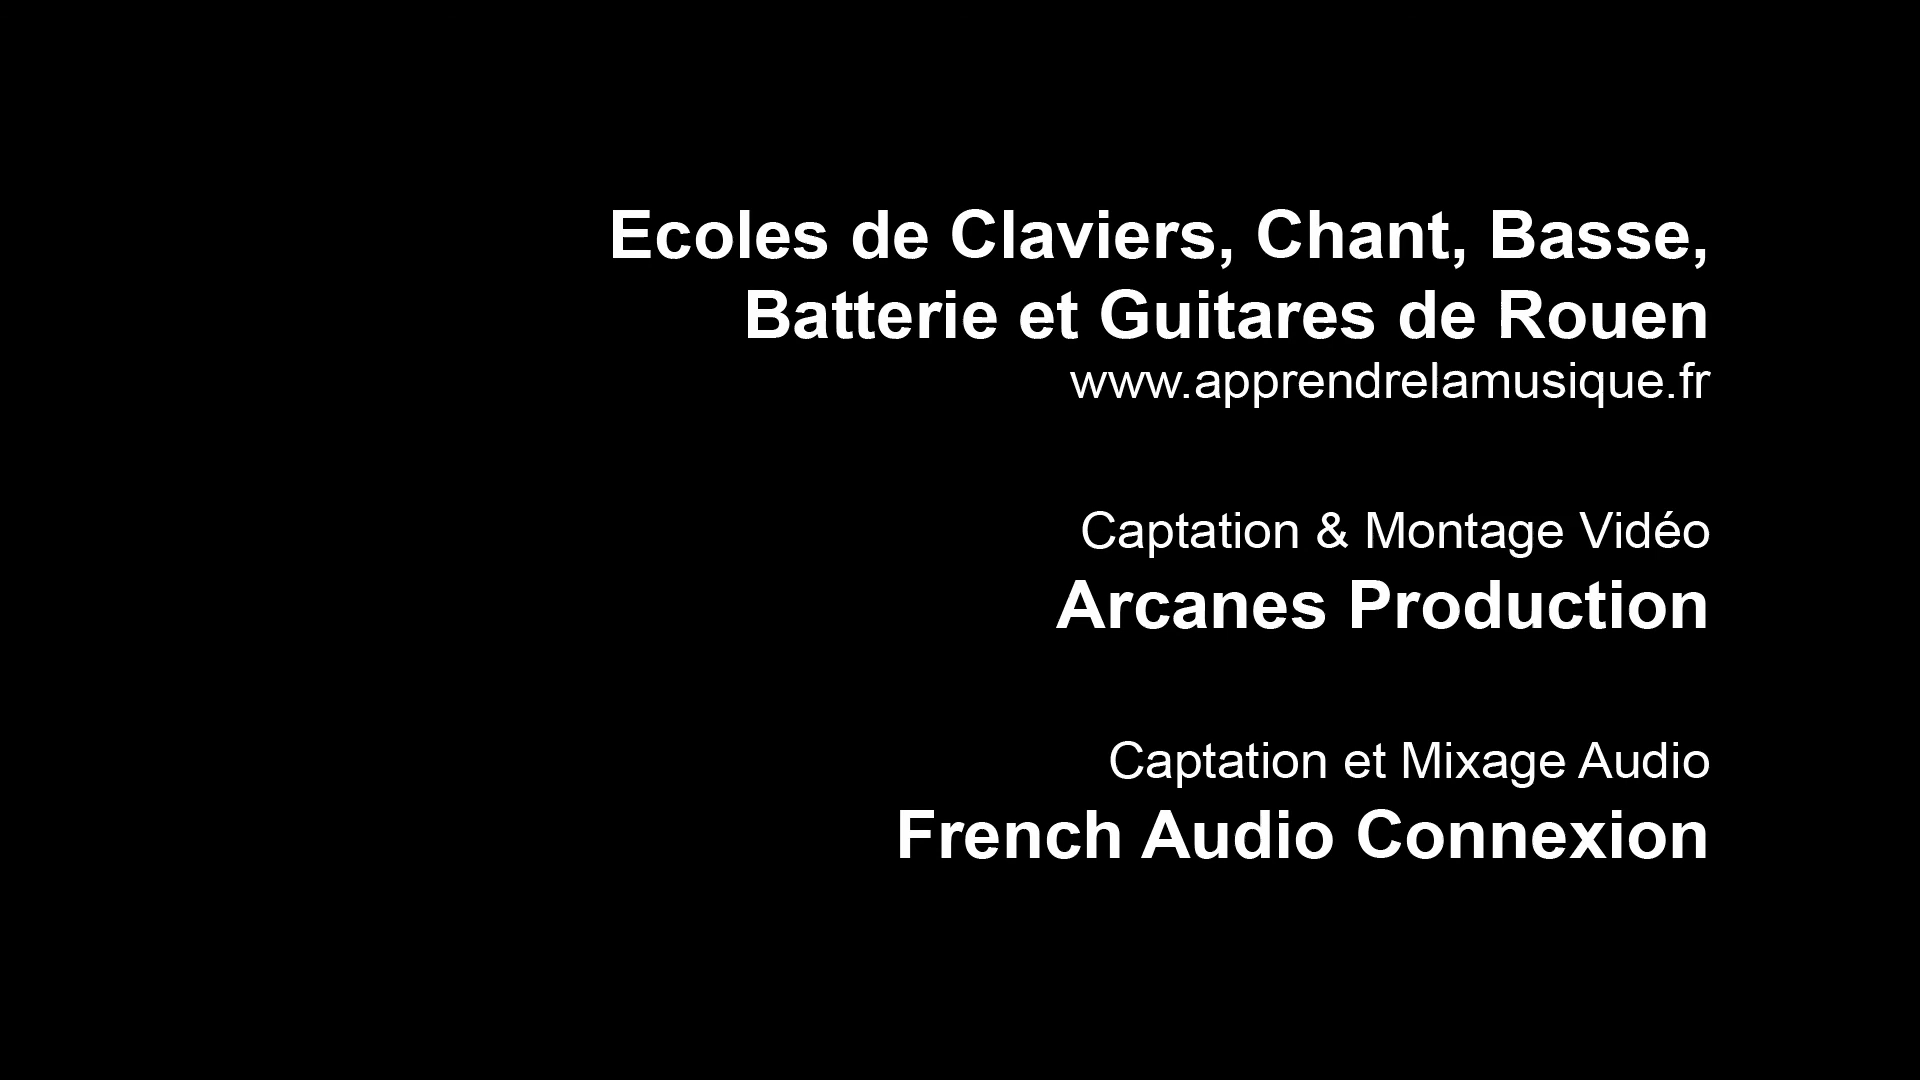 Ecoles de Claviers, Chant, Basse,
Batterie et Guitares de Rouen
www.apprendrelamusique.fr
Captation & Montage Vidéo
Arcanes Production
Captation et Mixage Audio
French Audio Connexion